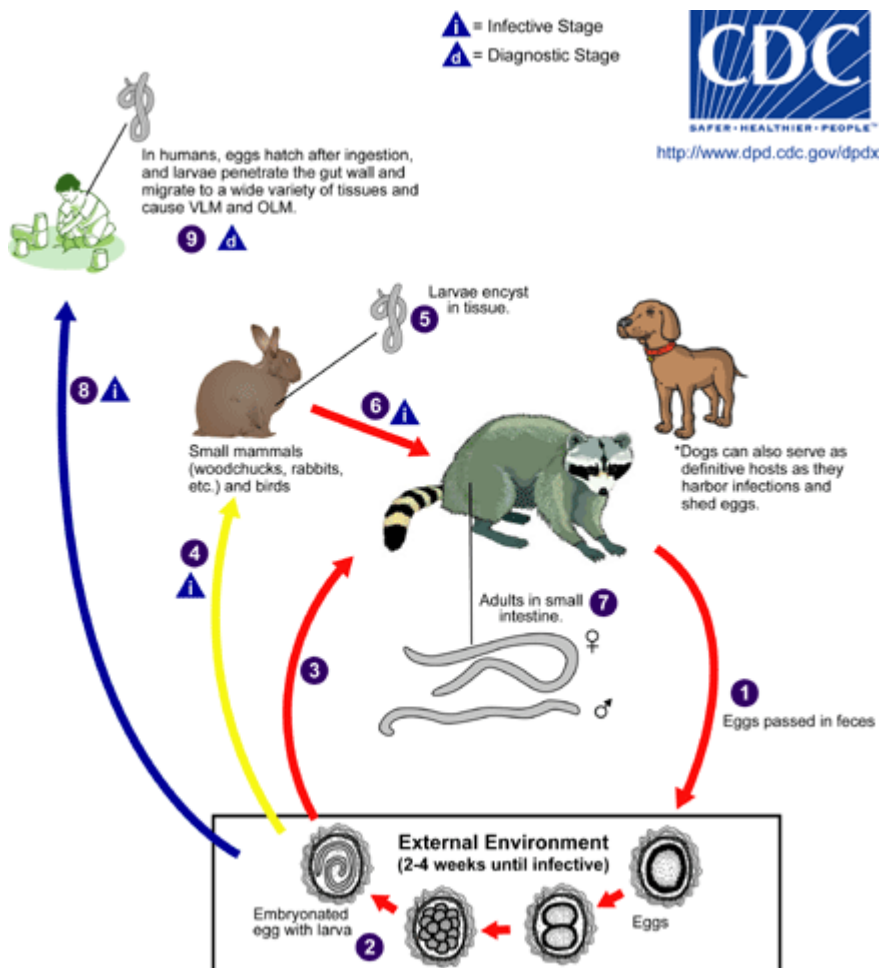 i = Infective Stage
d = Diagnostic Stage
CDC
SAFER • HEALTHIER • PEOPLE™
http://www.dpd.cdc.gov/dpdx
In humans, eggs hatch after ingestion,
and larvae penetrate the gut wall and
migrate to a wide variety of tissues and
cause VLM and OLM.
9 d
Larvae encyst
in tissue.
5
8 i
6 i
Small mammals
(woodchucks, rabbits,
etc.) and birds
*Dogs can also serve as
definitive hosts as they
harbor infections and
shed eggs.
4
i
Adults in small
intestine.
7
♀
3
♂
1
Eggs passed in feces
External Environment
(2-4 weeks until infective)
Embryonated
egg with larva
2
Eggs